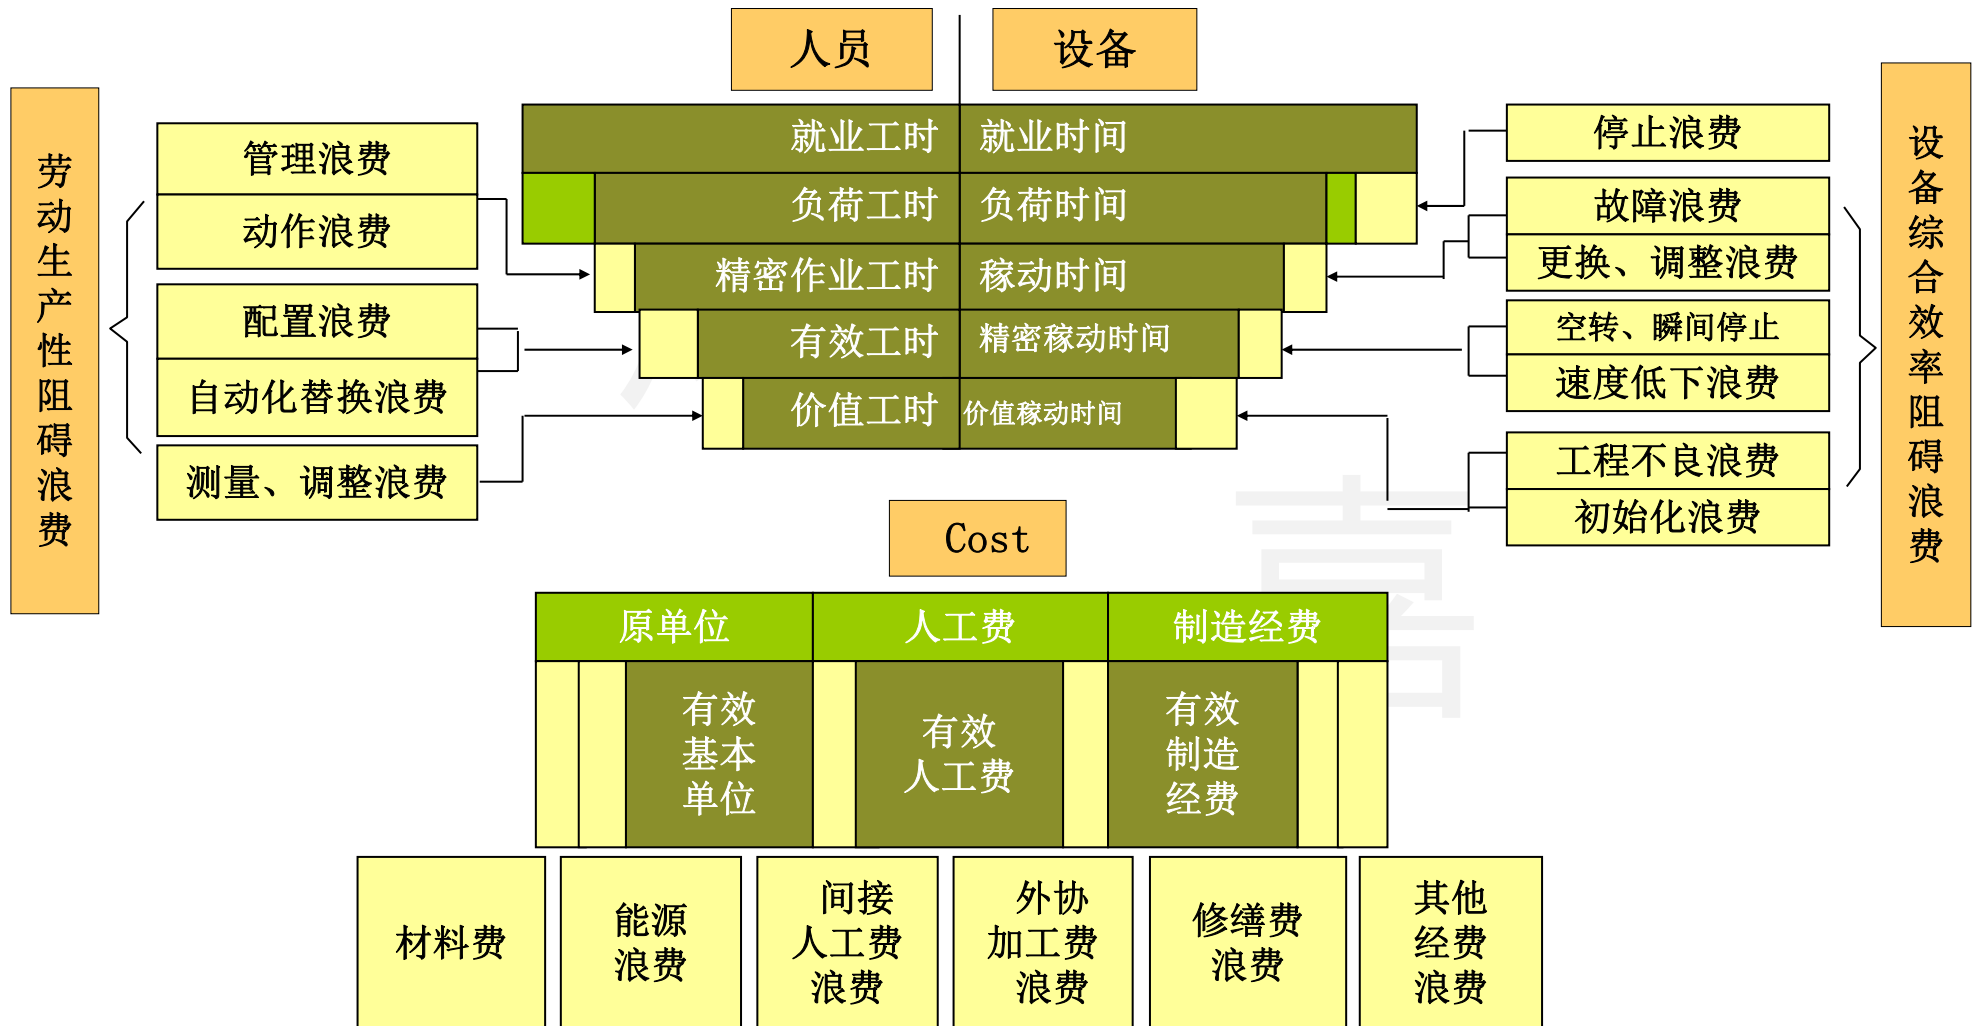 人员
设备
劳动生产性阻碍浪费
管理浪费
动作浪费
配置浪费
自动化替换浪费
测量、调整浪费
就业工时
就业时间
负荷工时
负荷时间
精密作业工时
稼动时间
有效工时
精密稼动时间
价值工时
价值稼动时间
停止浪费
故障浪费
更换、调整浪费
空转、瞬间停止
速度低下浪费
工程不良浪费
初始化浪费
设备综合效率阻碍浪费
Cost
原单位
人工费
制造经费
有效
基本
单位
有效
人工费
有效
制造
经费
材料费
能源
浪费
间接
人工费
浪费
外协
加工费
浪费
修缮费
浪费
其他
经费
浪费
喜